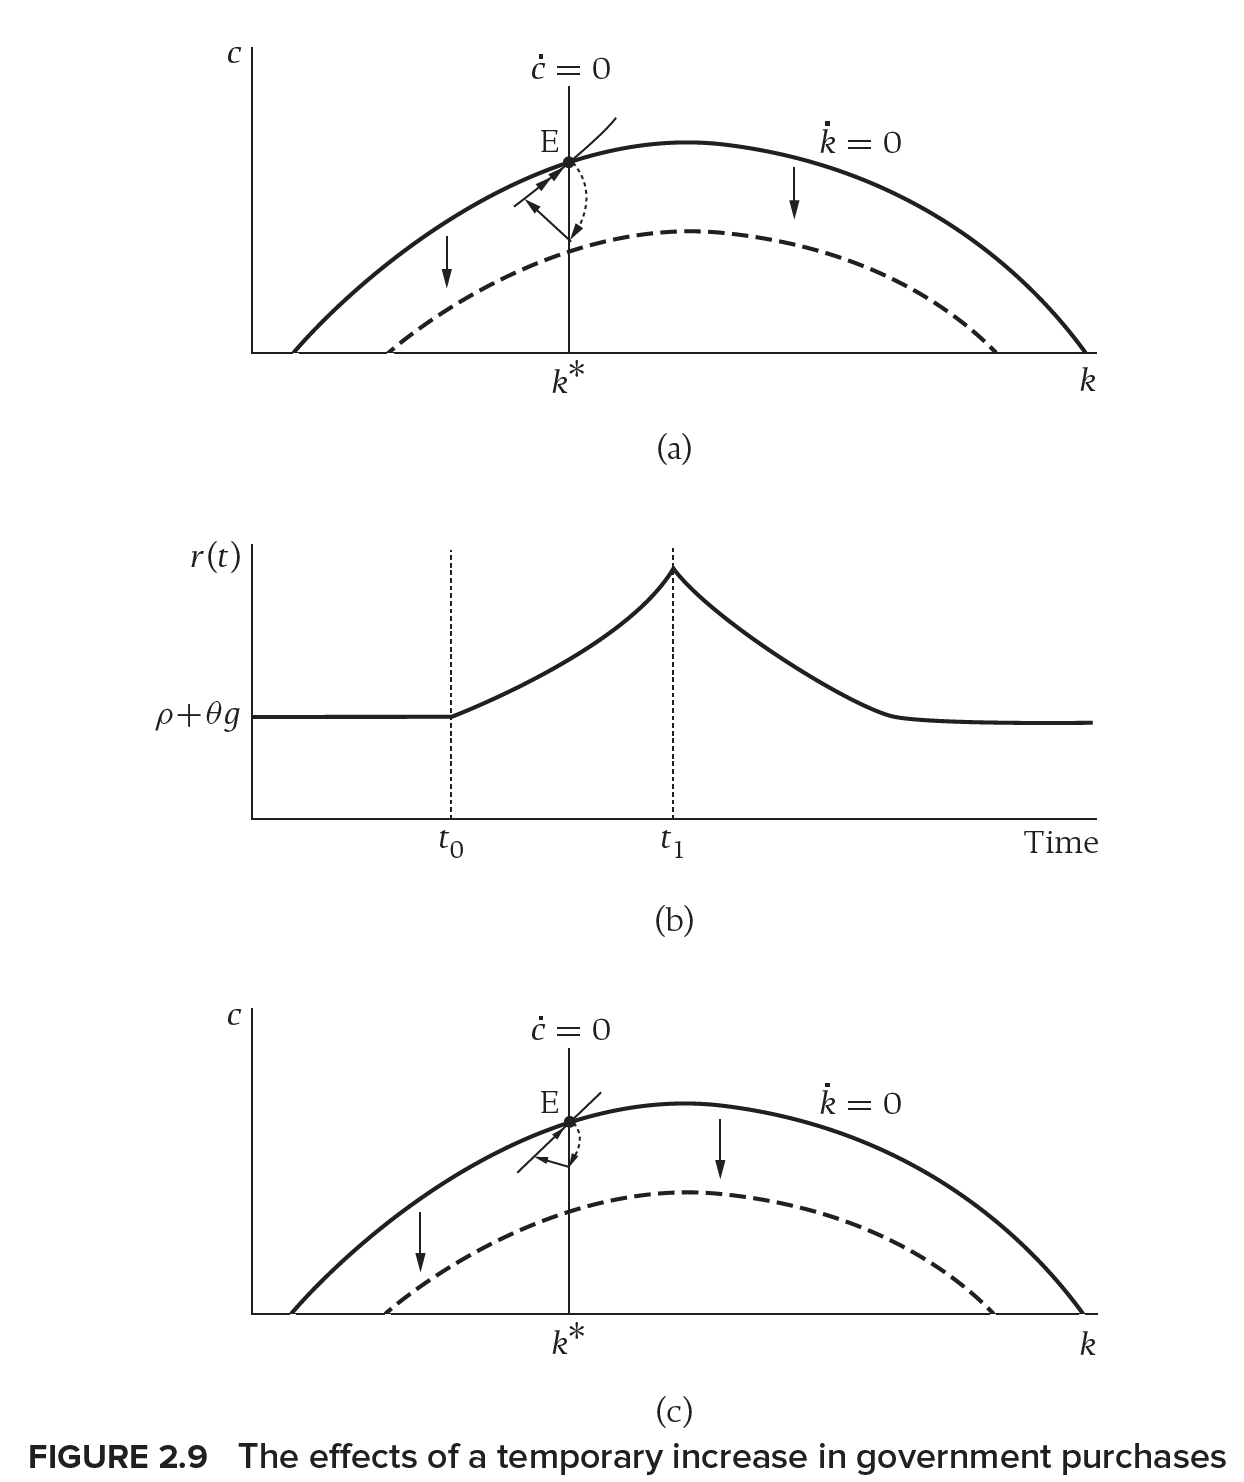 c
ċ = 0
E
k̇ = 0
k*
k
(a)
r(t)
ρ+θg
t₀
t₁
Time
(b)
c
ċ = 0
E
k̇ = 0
k*
k
(c)
FIGURE 2.9 The effects of a temporary increase in government purchases